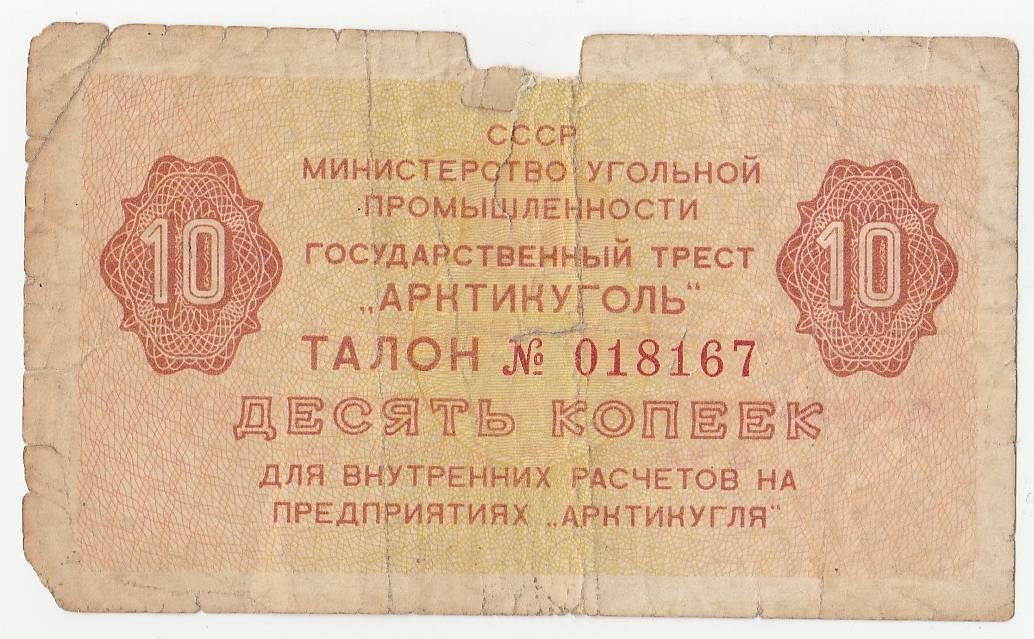 СССР
МИНИСТЕРСТВО УГОЛЬНОЙ
ПРОМЫШЛЕННОСТИ
ГОСУДАРСТВЕННЫЙ ТРЕСТ
„АРКТИКУГОЛЬ“
10
10
ТАЛОН № 018167
ДЕСЯТЬ КОПЕЕК
ДЛЯ ВНУТРЕННИХ РАСЧЕТОВ НА
ПРЕДПРИЯТИЯХ „АРКТИКУГЛЯ“